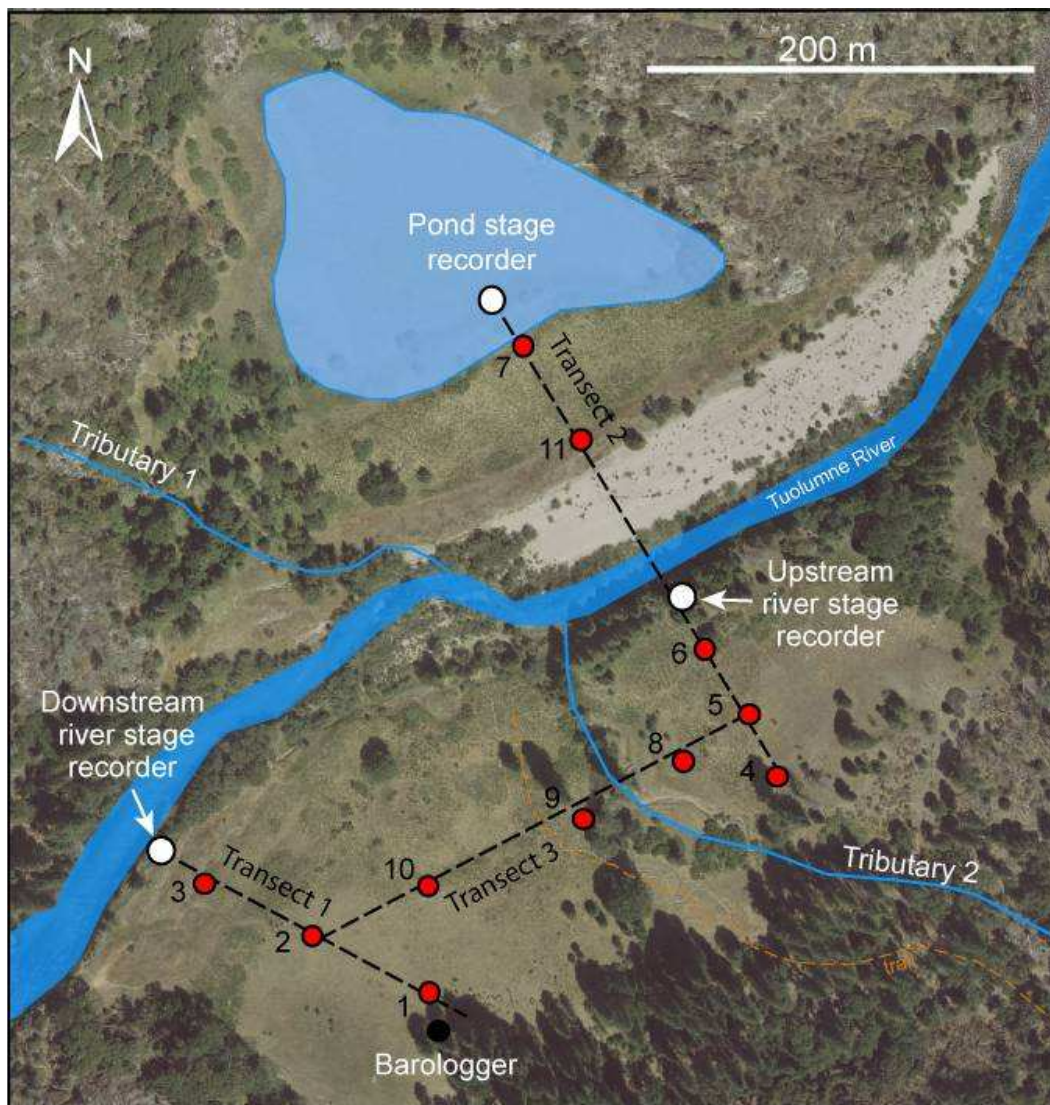 N
200 m
Pond stage
recorder
7
Transect 2
11
Tributary 1
Tuolumne River
Upstream
river stage
recorder
6
Downstream
river stage
recorder
5
8
4
9
Tributary 2
Transect 3
10
3
Transect 1
2
trail
1
Barologger